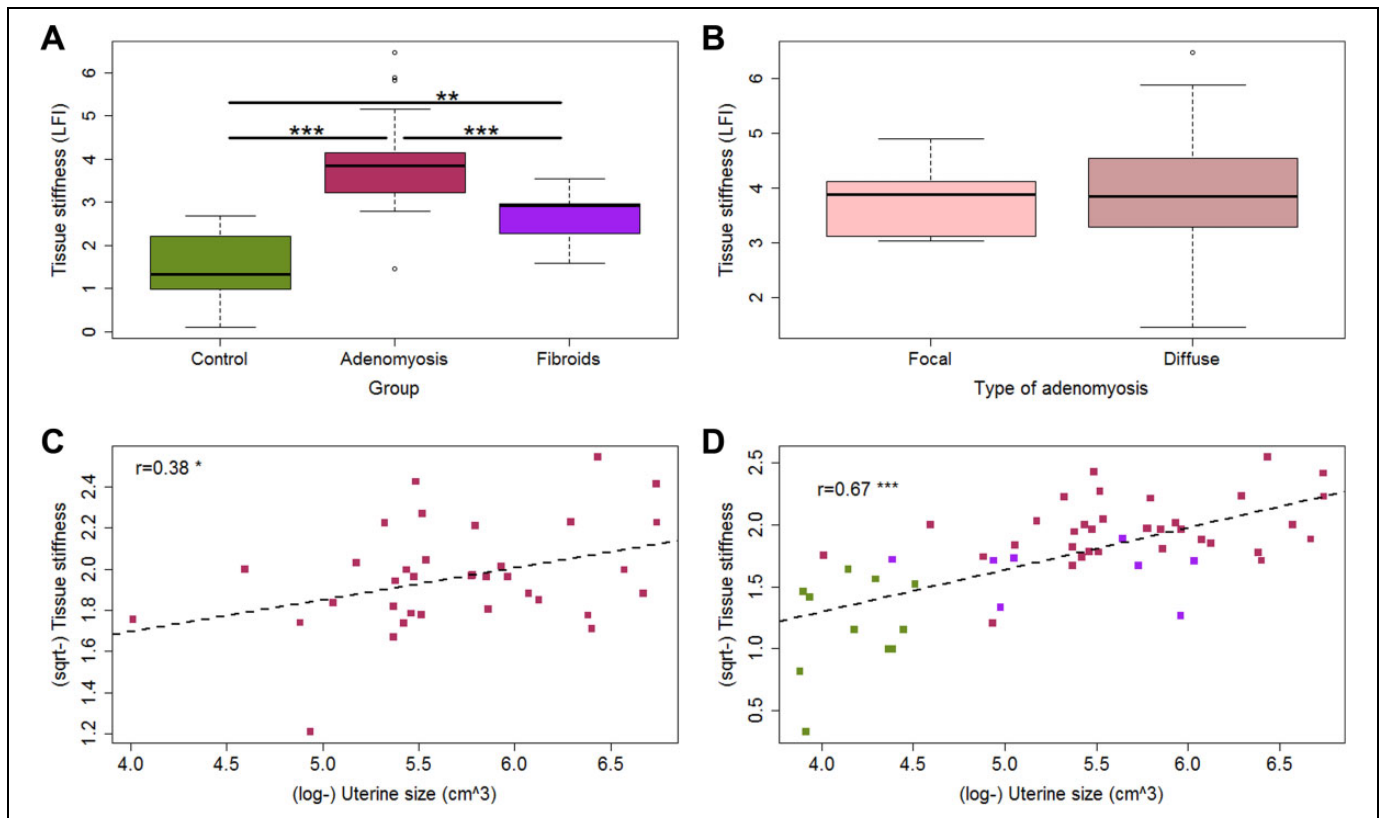 A
Tissue stiffness (LFI)
0 1 2 3 4 5 6
**
***
***
Control Adenomyosis Fibroids
Group
B
Tissue stiffness (LFI)
2 3 4 5 6
Focal Diffuse
Type of adenomyosis
C
r=0.38 *
(sqrt-) Tissue stiffness
1.2 1.4 1.6 1.8 2.0 2.2 2.4
4.0 4.5 5.0 5.5 6.0 6.5
(log-) Uterine size (cm^3)
D
r=0.67 ***
(sqrt-) Tissue stiffness
0.5 1.0 1.5 2.0 2.5
4.0 4.5 5.0 5.5 6.0 6.5
(log-) Uterine size (cm^3)